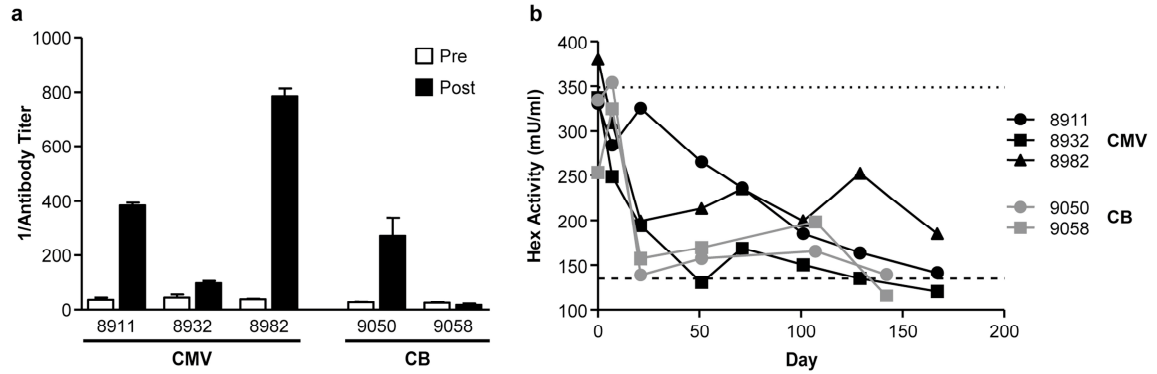 a
1/Antibody Titer
1000
800
600
400
200
0
Pre
Post
8911 8932 8982 9050 9058
CMV CB
b
Hex Activity (mU/ml)
400
350
300
250
200
150
100
0 50 100 150 200
Day
8911
8932 CMV
8982
9050 CB
9058